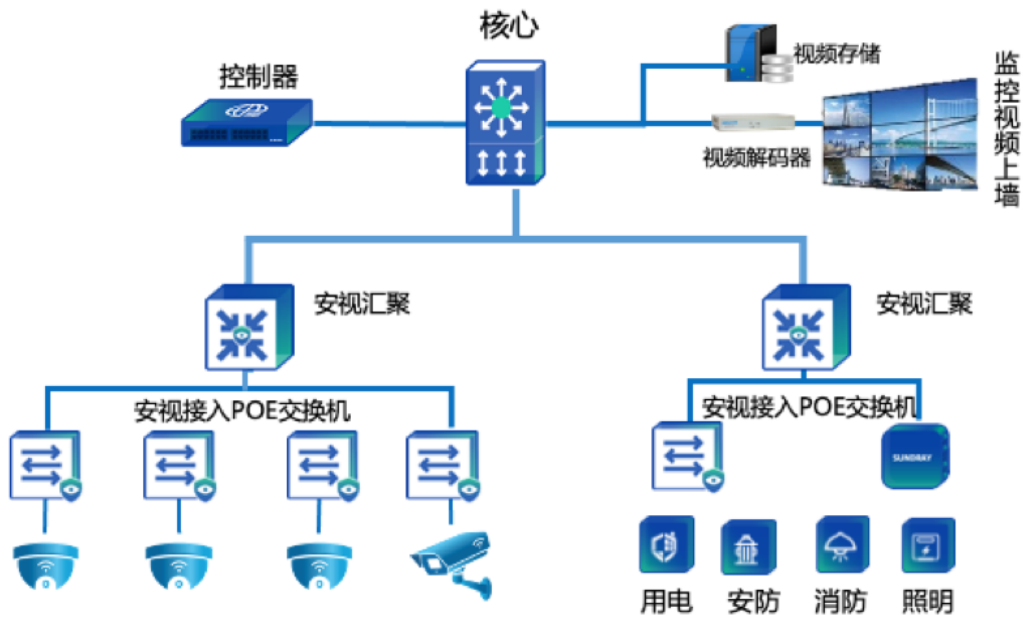 核心
控制器
视频存储
视频解码器
监控视频上墙
安视汇聚
安视汇聚
安视接入POE交换机
安视接入POE交换机
SUNDRAY
用电
安防
消防
照明